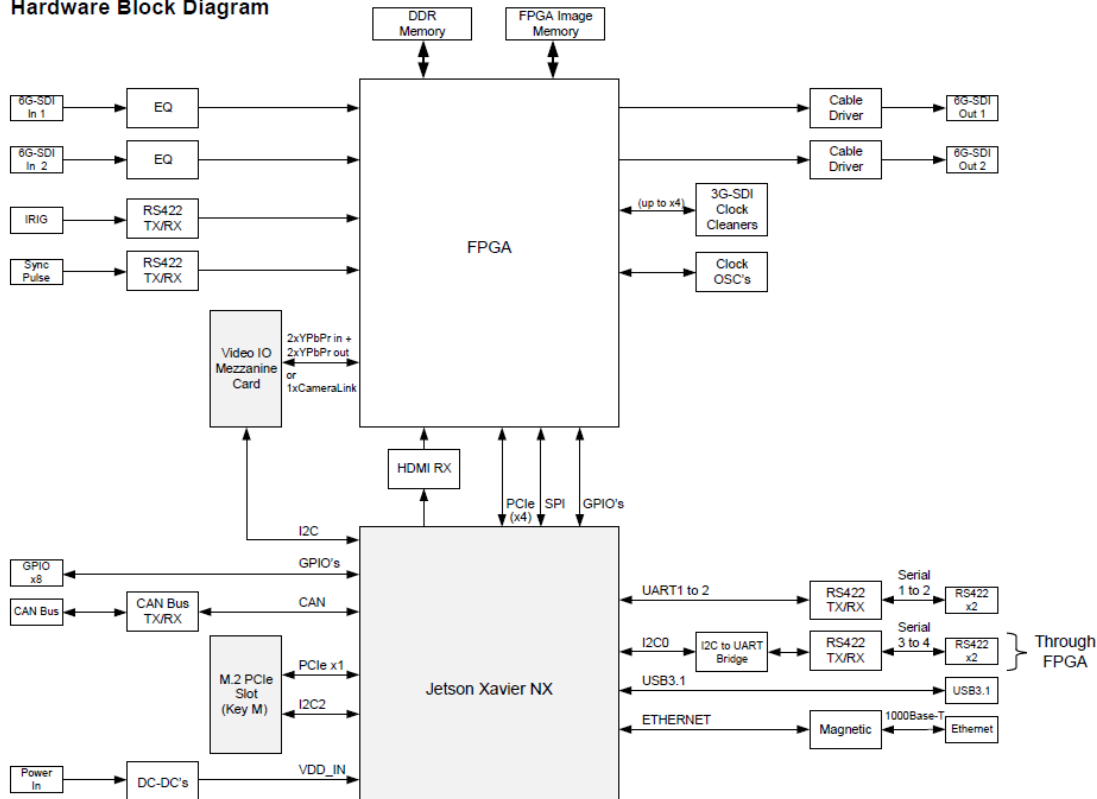 Hardware Block Diagram
DDR
Memory
FPGA Image
Memory
6G-SDI
In 1
EQ
Cable
Driver
6G-SDI
Out 1
6G-SDI
In 2
EQ
Cable
Driver
6G-SDI
Out 2
IRIG
RS422
TX/RX
(up to x4)
3G-SDI
Clock
Cleaners
FPGA
Sync
Pulse
RS422
TX/RX
Clock
OSC's
Video IO
Mezzanine
Card
2xYPbPr in +
2xYPbPr out
or
1xCameraLink
HDMI RX
PCIe
(x4)
SPI
GPIO's
I2C
GPIO
x8
GPIO's
CAN Bus
CAN Bus
TX/RX
CAN
UART1 to 2
RS422
TX/RX
Serial
1 to 2
RS422
x2
I2C0
I2C to UART
Bridge
RS422
TX/RX
Serial
3 to 4
RS422
x2
Through
FPGA
M.2 PCIe
Slot
(Key M)
PCIe x1
I2C2
Jetson Xavier NX
USB3.1
USB3.1
ETHERNET
Magnetic
1000Base-T
Ethernet
Power
In
DC-DC's
VDD_IN